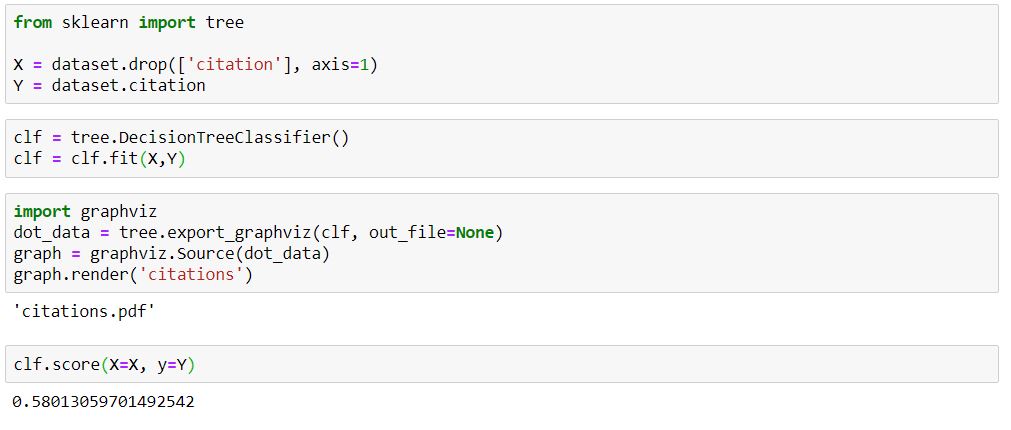 from sklearn import tree
X = dataset.drop(['citation'], axis=1)
Y = dataset.citation
clf = tree.DecisionTreeClassifier()
clf = clf.fit(X,Y)
import graphviz
dot_data = tree.export_graphviz(clf, out_file=None)
graph = graphviz.Source(dot_data)
graph.render('citations')
'citations.pdf'
clf.score(X=X, y=Y)
0.58013059701492542